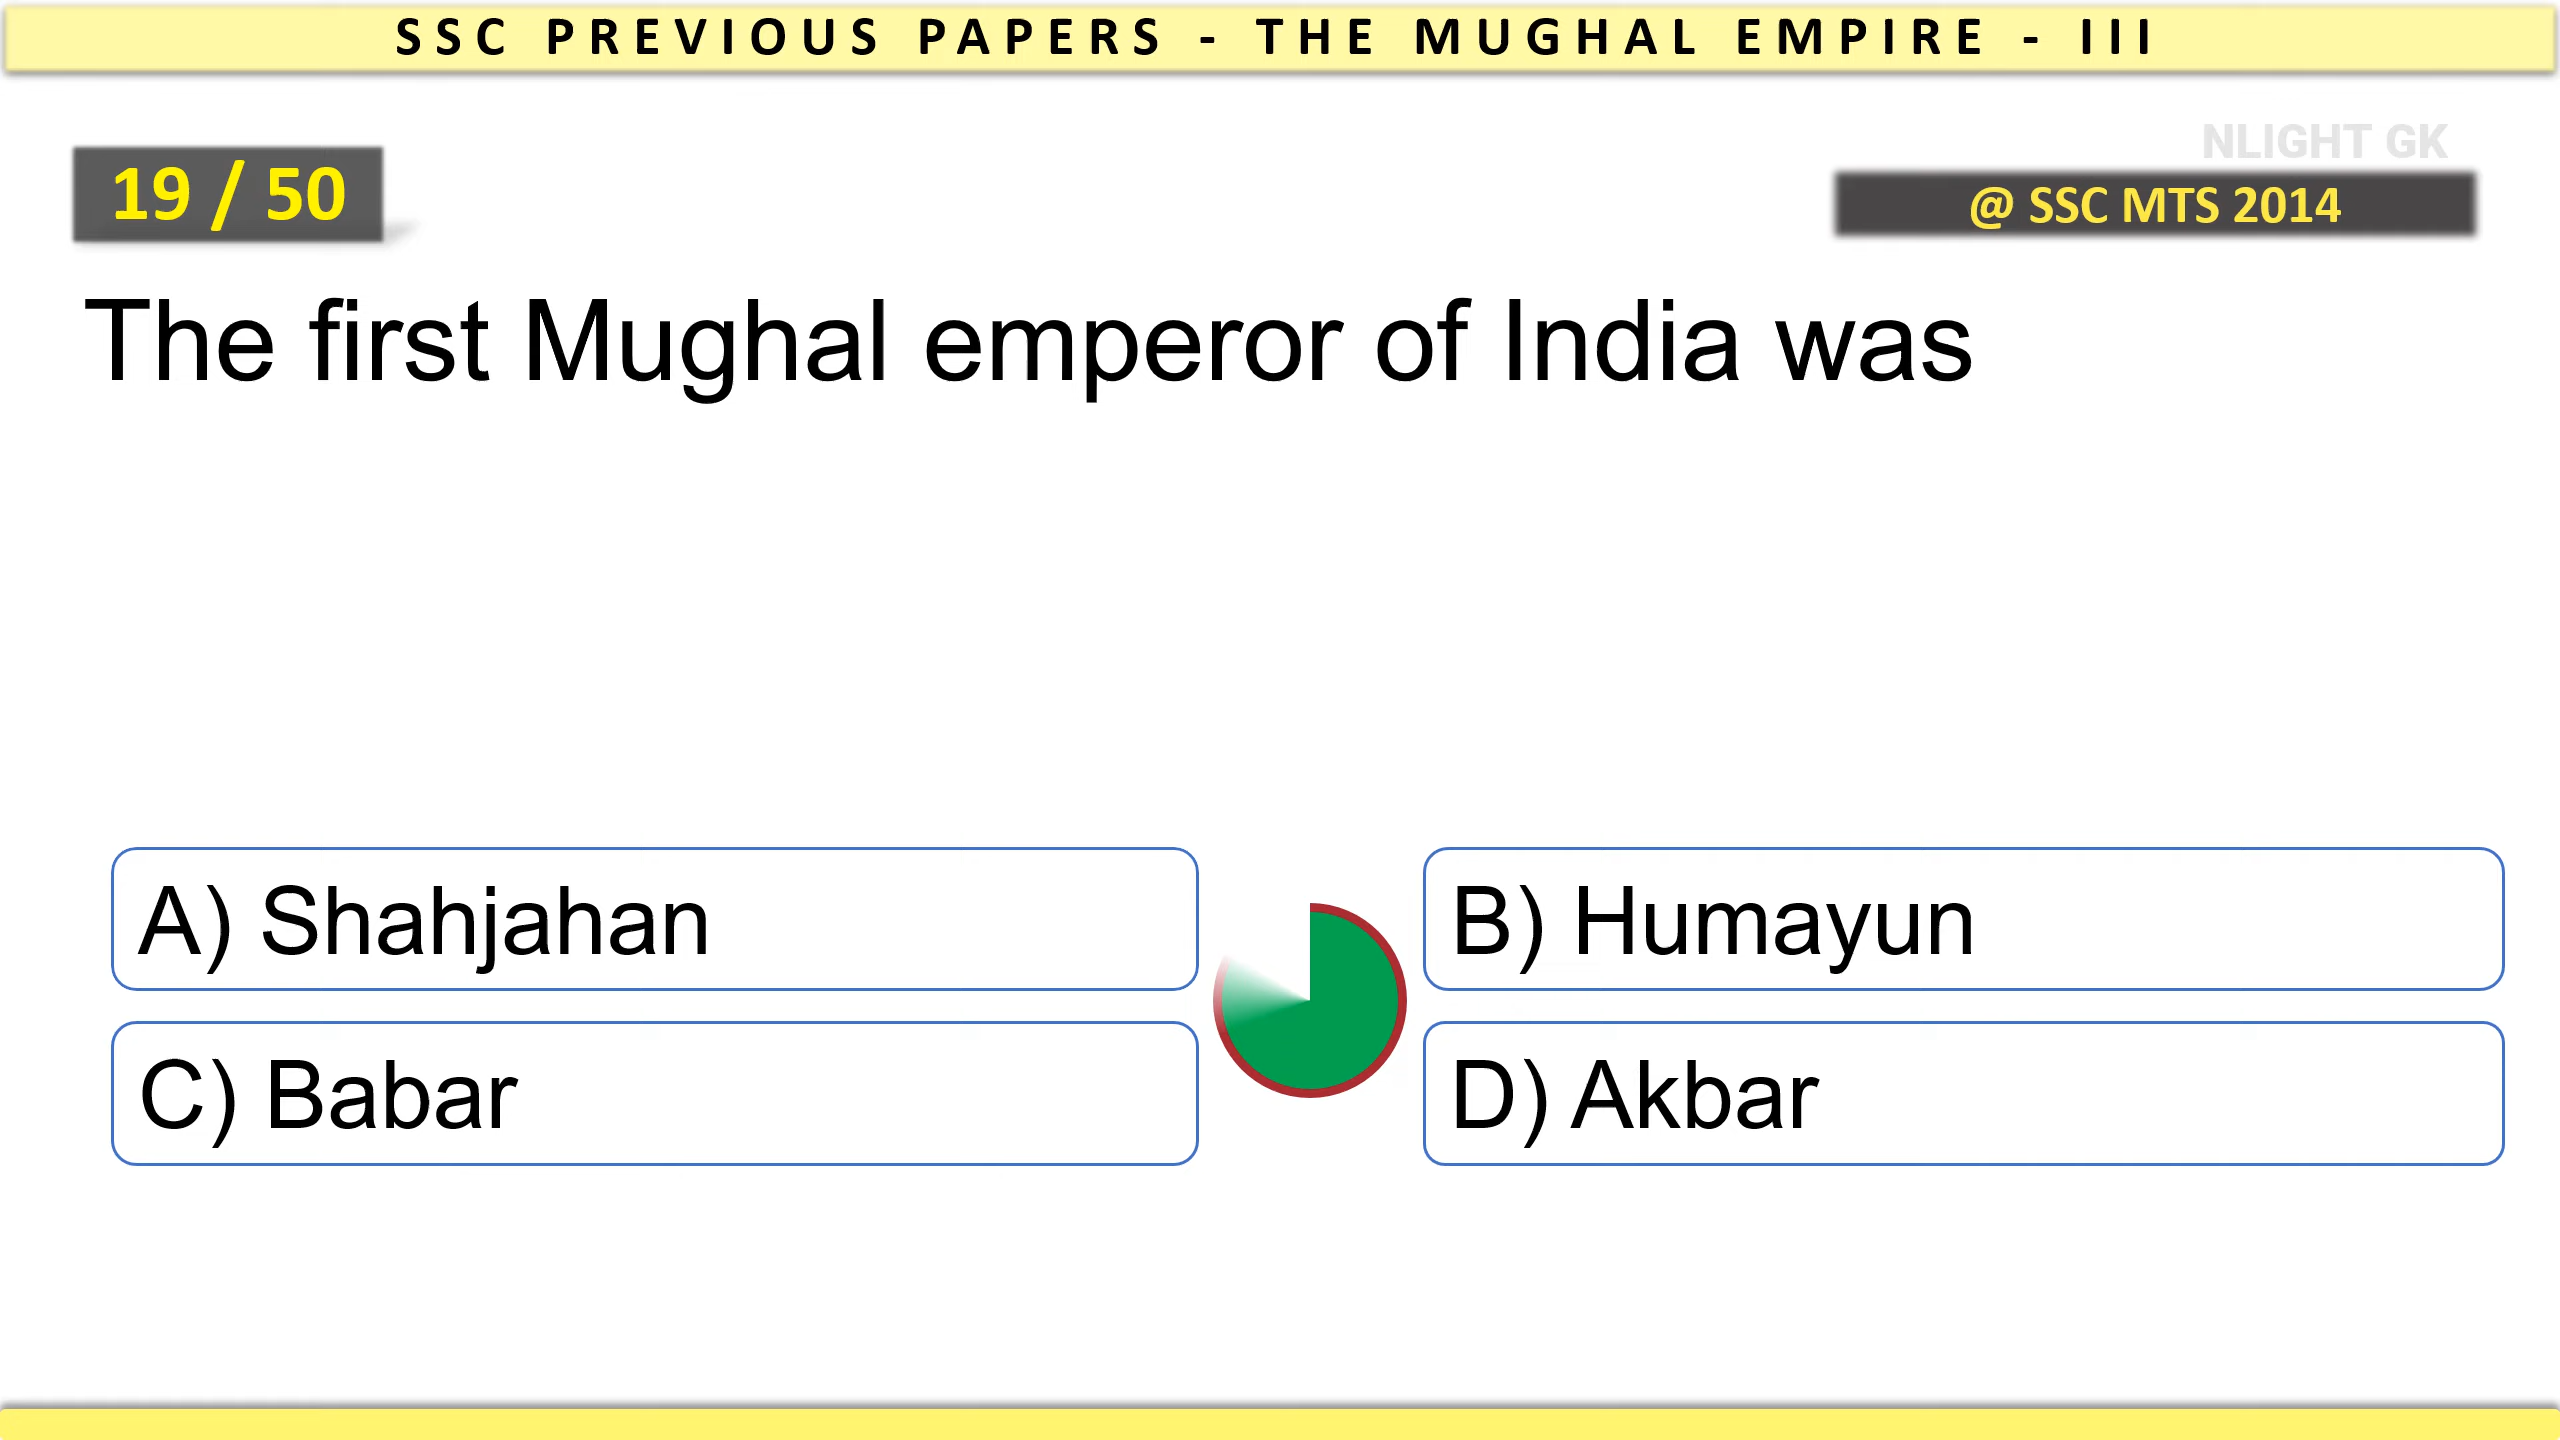 SSC PREVIOUS PAPERS - THE MUGHAL EMPIRE - III
NLIGHT GK
19 / 50
@ SSC MTS 2014
The first Mughal emperor of India was
A) Shahjahan
B) Humayun
C) Babar
D) Akbar